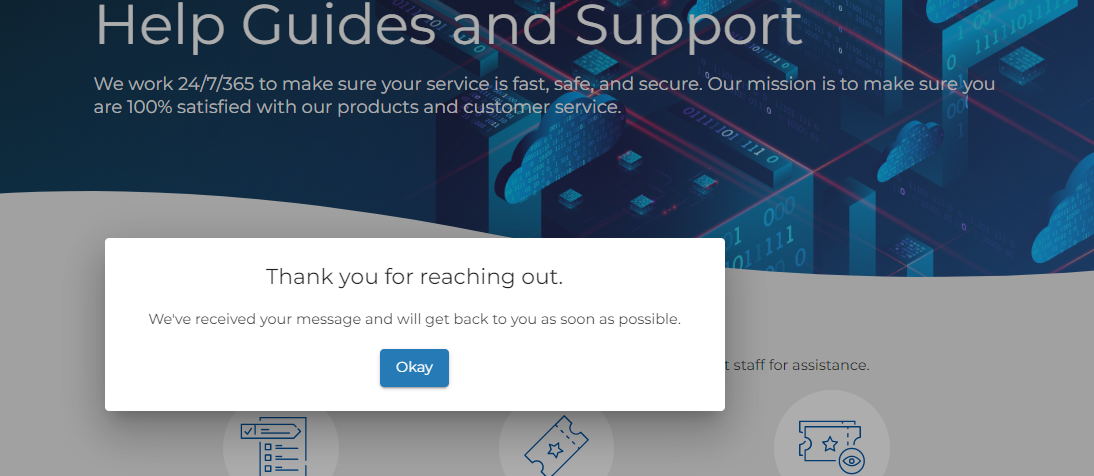 Help Guides and Support
We work 24/7/365 to make sure your service is fast, safe, and secure. Our mission is to make sure you
are 100% satisfied with our products and customer service.
Thank you for reaching out.
We've received your message and will get back to you as soon as possible.
Okay
t staff for assistance.